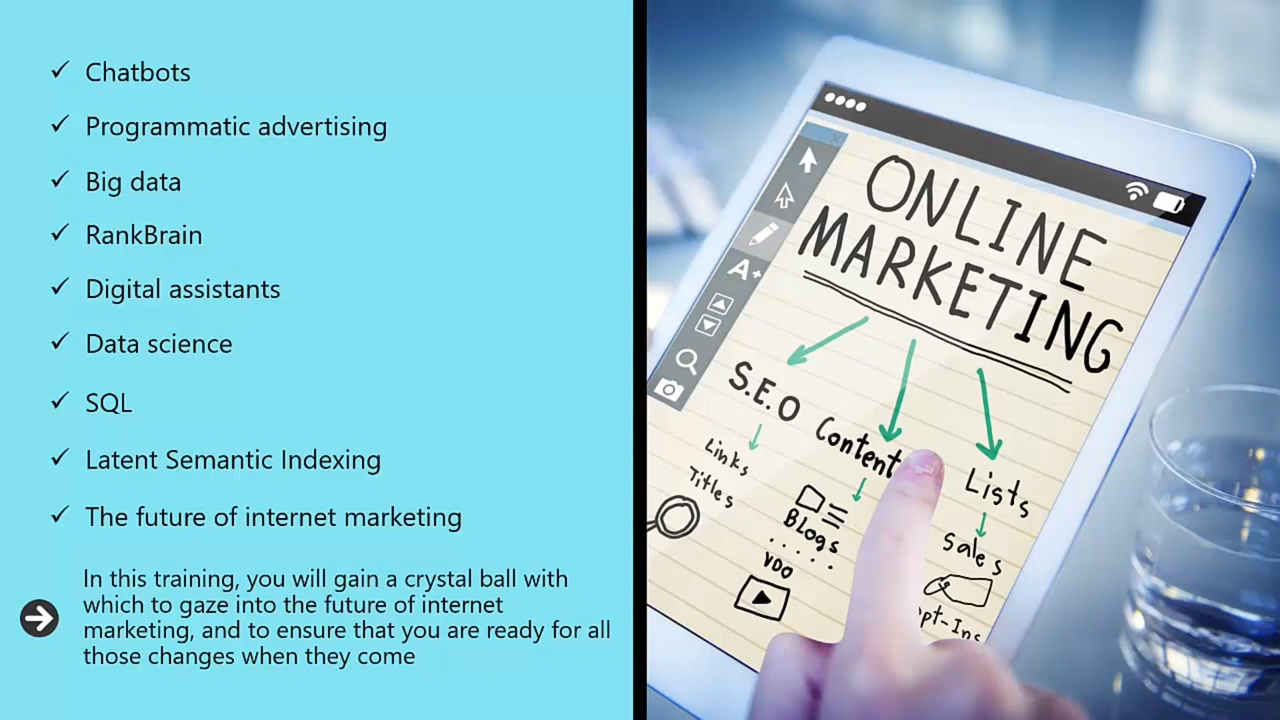 Chatbots
Programmatic advertising
Big data
RankBrain
Digital assistants
Data science
SQL
Latent Semantic Indexing
The future of internet marketing
In this training, you will gain a crystal ball with
which to gaze into the future of internet
marketing, and to ensure that you are ready for all
those changes when they come
ONLINE
MARKETING
S.E.O
Content
Lists
Links
Titles
Blogs
VDO
Sales
pt-Ins
A+